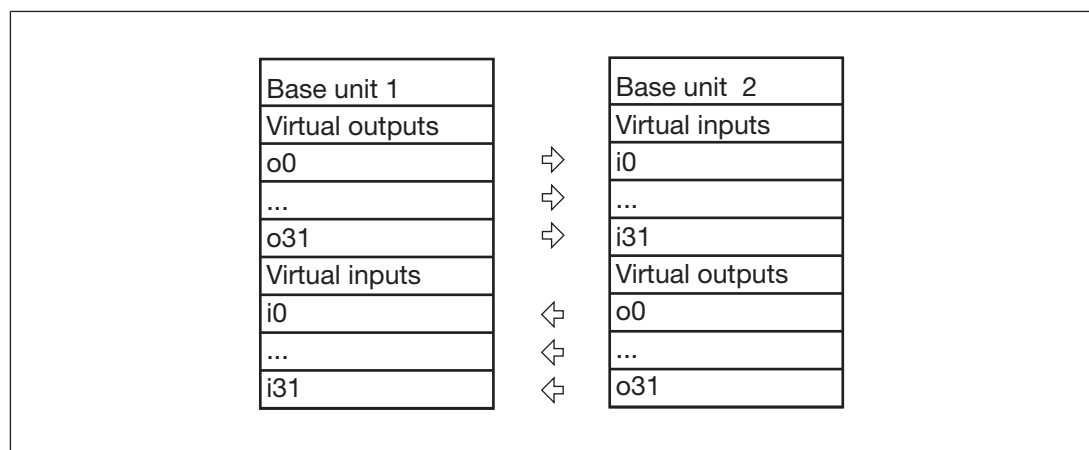 Base unit 1
Virtual outputs
o0
...
o31
Virtual inputs
i0
...
i31
Base unit 2
Virtual inputs
i0
...
i31
Virtual outputs
o0
...
o31